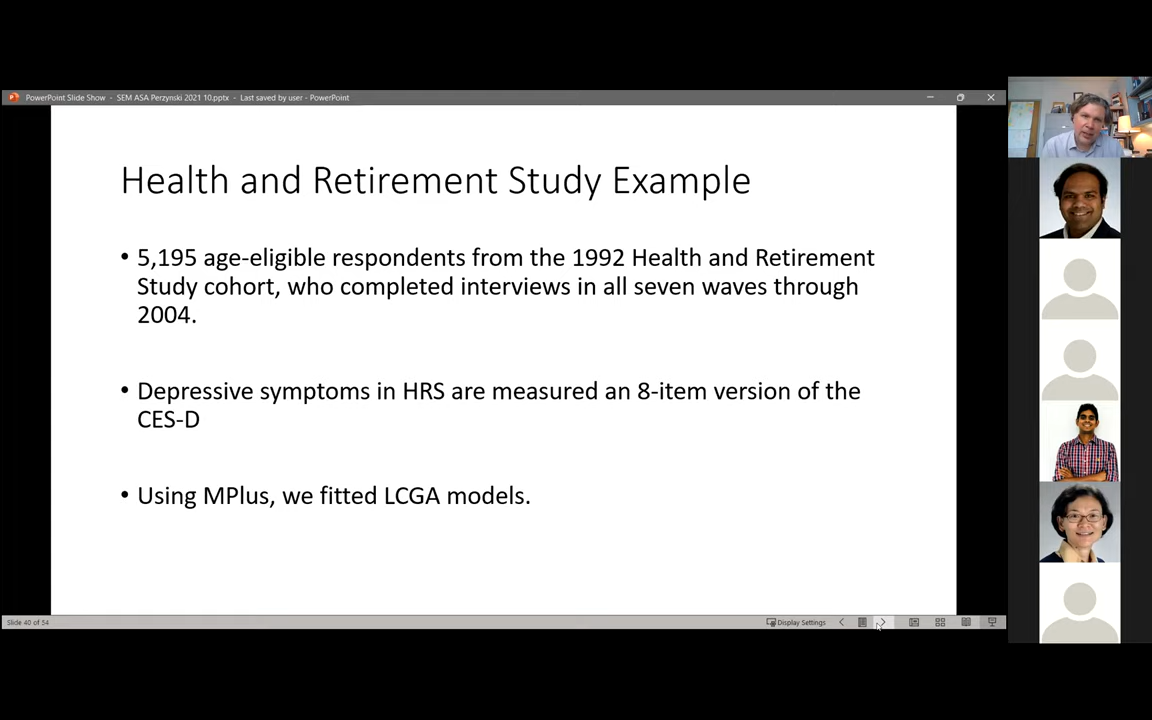 PowerPoint Slide Show - SEM ASA Perzynski 2021 10.pptx - Last saved by user - PowerPoint
Health and Retirement Study Example
• 5,195 age-eligible respondents from the 1992 Health and Retirement
Study cohort, who completed interviews in all seven waves through
2004.
• Depressive symptoms in HRS are measured an 8-item version of the
CES-D
• Using MPlus, we fitted LCGA models.
Slide 40 of 54
Display Settings